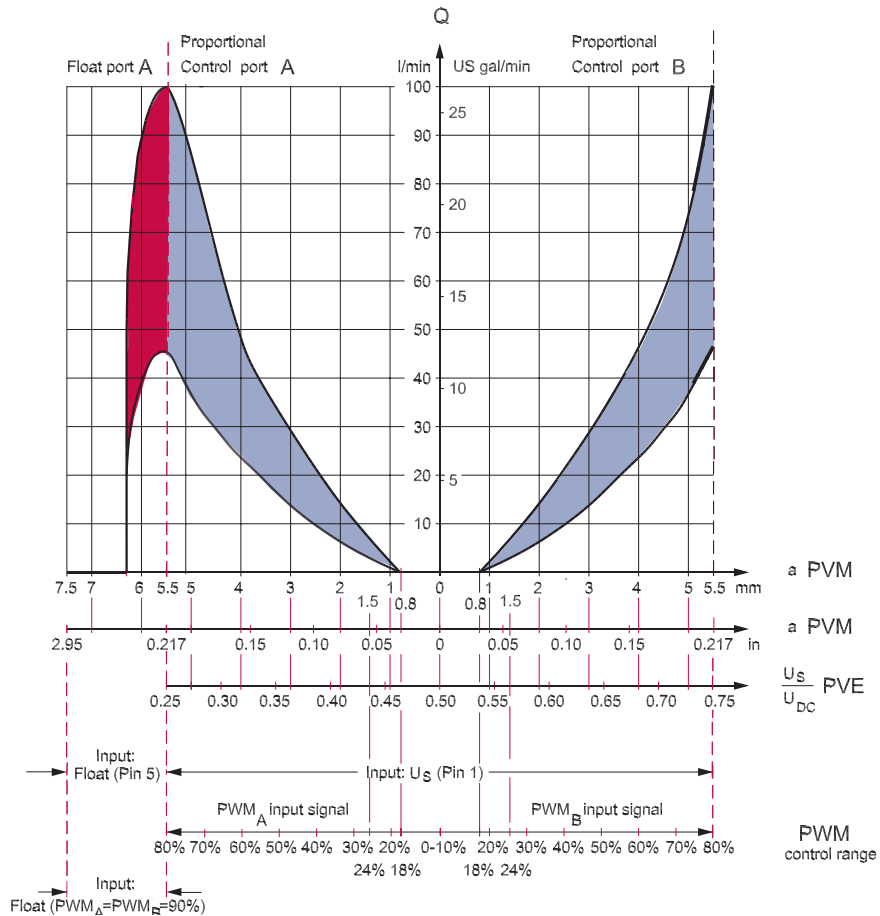 Q
Proportional Proportional
Float port A Control port A l/min US gal/min Control port B
100
25
90
80
20
70
60
15
50
40
10
30
20
5
10
7.5 7 6 5.5 5 4 3 2 1 0 1 2 3 4 5 5.5 mm a PVM
1.5 0.8 0.8 1.5
2.95 0.217 0.15 0.10 0.05 0 0.05 0.10 0.15 0.217 in a PVM
0.25 0.30 0.35 0.40 0.45 0.50 0.55 0.60 0.65 0.70 0.75 US/UDC PVE
Input:
Float (Pin 5) Input: US (Pin 1)
PWM A input signal PWM B input signal
80% 70% 60% 50% 40% 30% 20% 0-10% 20% 30% 40% 50% 60% 70% 80% PWM
24% 18% 18% 24% control range
Input:
Float (PWMA=PWMB=90%)